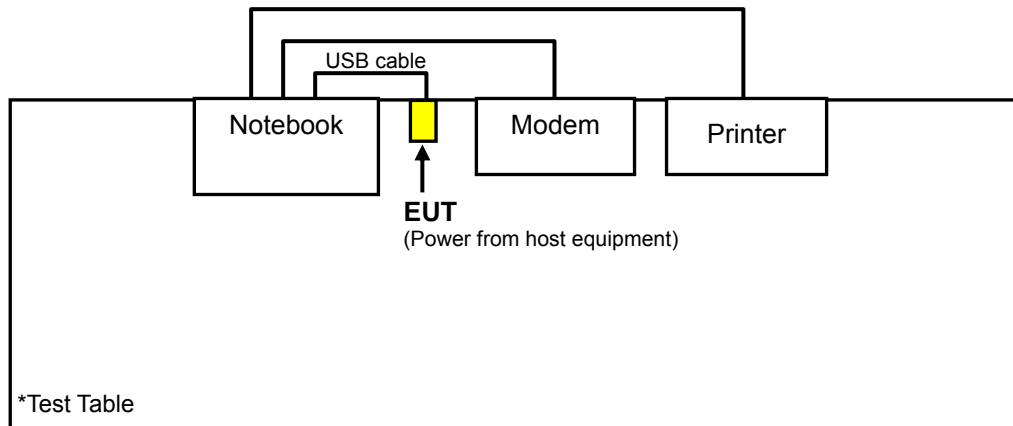 USB cable
Notebook
Modem
Printer
EUT
(Power from host equipment)
*Test Table